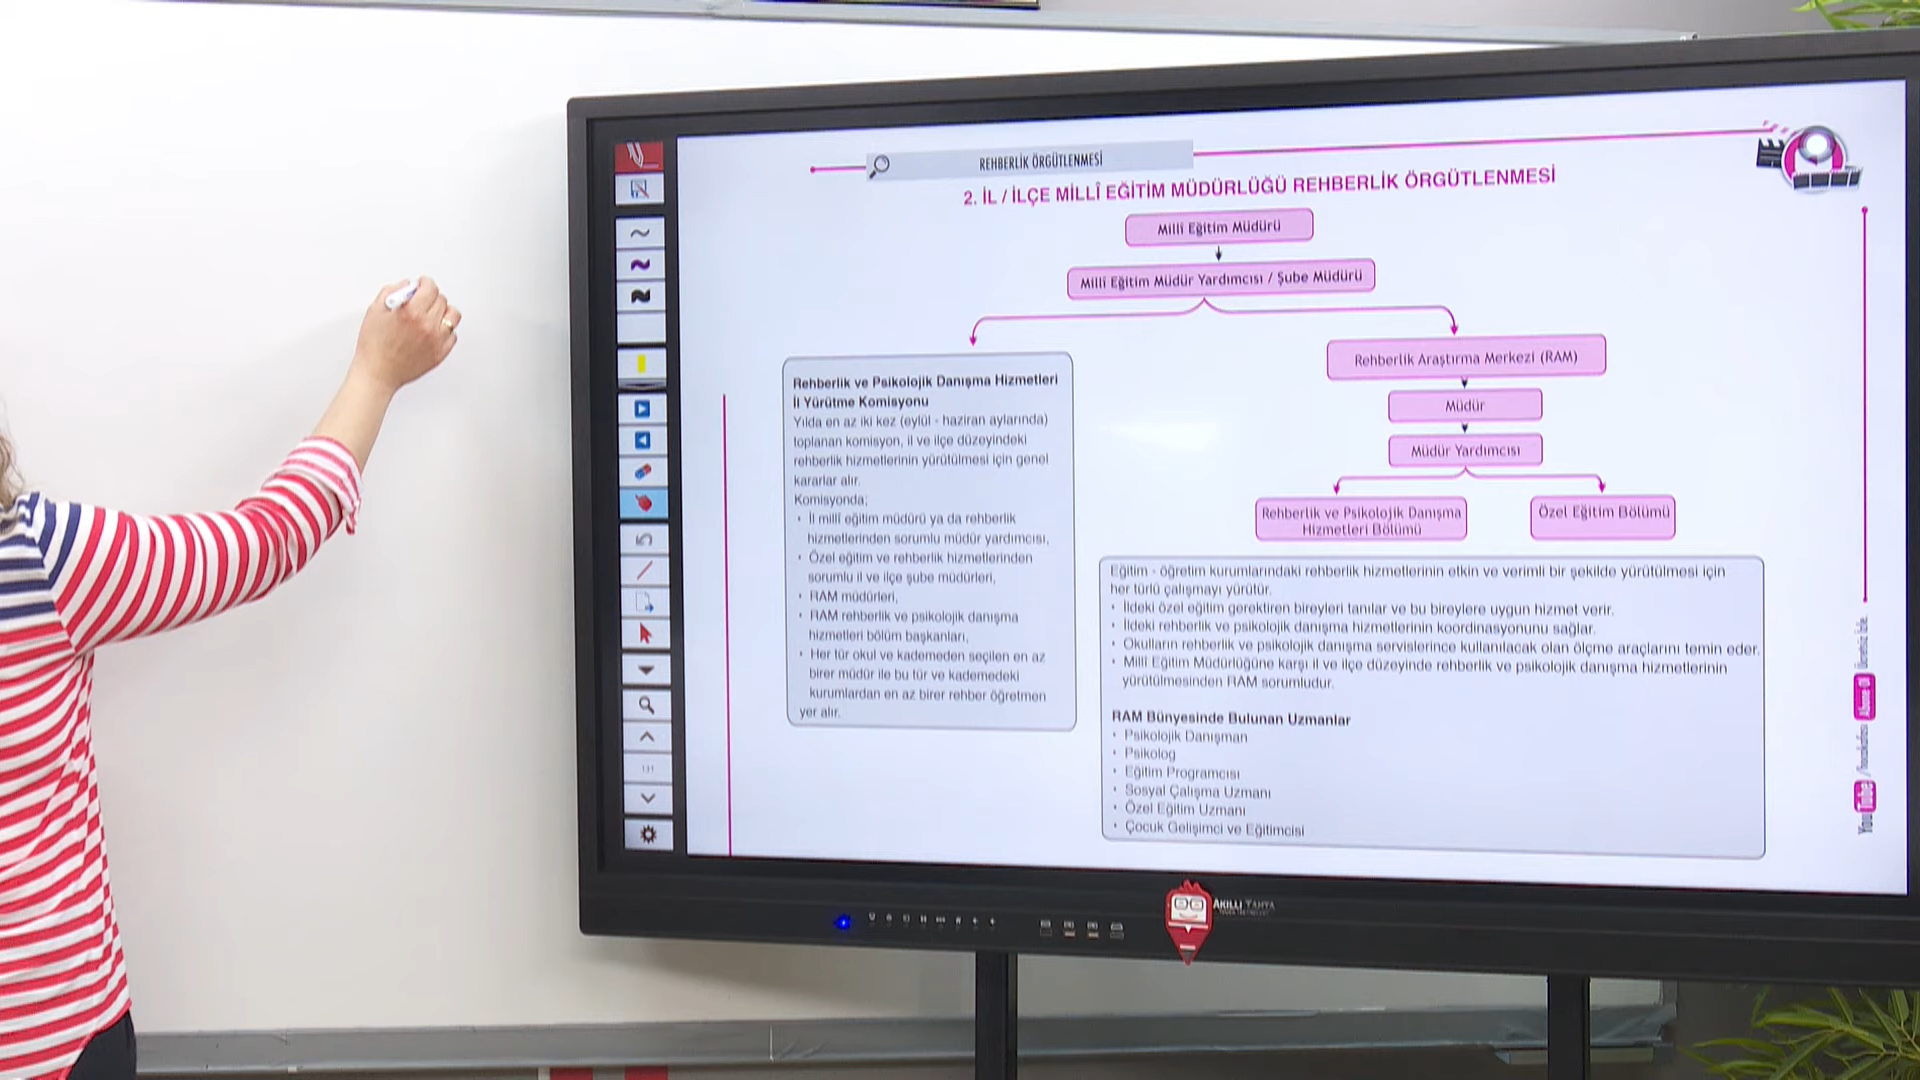 REHBERLİK ÖRGÜTLENMESİ
2. İL / İLÇE MİLLÎ EĞİTİM MÜDÜRLÜĞÜ REHBERLİK ÖRGÜTLENMESİ
Millî Eğitim Müdürü
Millî Eğitim Müdür Yardımcısı / Şube Müdürü
Rehberlik ve Psikolojik Danışma Hizmetleri
İl Yürütme Komisyonu
Yılda en az iki kez (eylül - haziran aylarında)
toplanan komisyon, il ve ilçe düzeyindeki
rehberlik hizmetlerinin yürütülmesi için genel
kararlar alır.
Komisyonda;
• İl millî eğitim müdürü ya da rehberlik
hizmetlerinden sorumlu müdür yardımcısı,
• Özel eğitim ve rehberlik hizmetlerinden
sorumlu il ve ilçe şube müdürleri,
• RAM müdürleri,
• RAM rehberlik ve psikolojik danışma
hizmetleri bölüm başkanları,
• Her tür okul ve kademeden seçilen en az
birer müdür ile bu tür ve kademedeki
kurumlardan en az birer rehber öğretmen
yer alır.
Rehberlik Araştırma Merkezi (RAM)
Müdür
Müdür Yardımcısı
Rehberlik ve Psikolojik Danışma
Hizmetleri Bölümü
Özel Eğitim Bölümü
Eğitim - öğretim kurumlarındaki rehberlik hizmetlerinin etkin ve verimli bir şekilde yürütülmesi için
her türlü çalışmayı yürütür.
• İldeki özel eğitim gerektiren bireyleri tanılar ve bu bireylere uygun hizmet verir.
• İldeki rehberlik ve psikolojik danışma hizmetlerinin koordinasyonunu sağlar.
• Okulların rehberlik ve psikolojik danışma servislerince kullanılacak olan ölçme araçlarını temin eder.
• Millî Eğitim Müdürlüğüne karşı il ve ilçe düzeyinde rehberlik ve psikolojik danışma hizmetlerinin
yürütülmesinden RAM sorumludur.
RAM Bünyesinde Bulunan Uzmanlar
• Psikolojik Danışman
• Psikolog
• Eğitim Programcısı
• Sosyal Çalışma Uzmanı
• Özel Eğitim Uzmanı
• Çocuk Gelişimci ve Eğitimcisi
YouTube /hocakafasi Abone Ol Ücretsiz İzle
131
AKILLI TAHTA